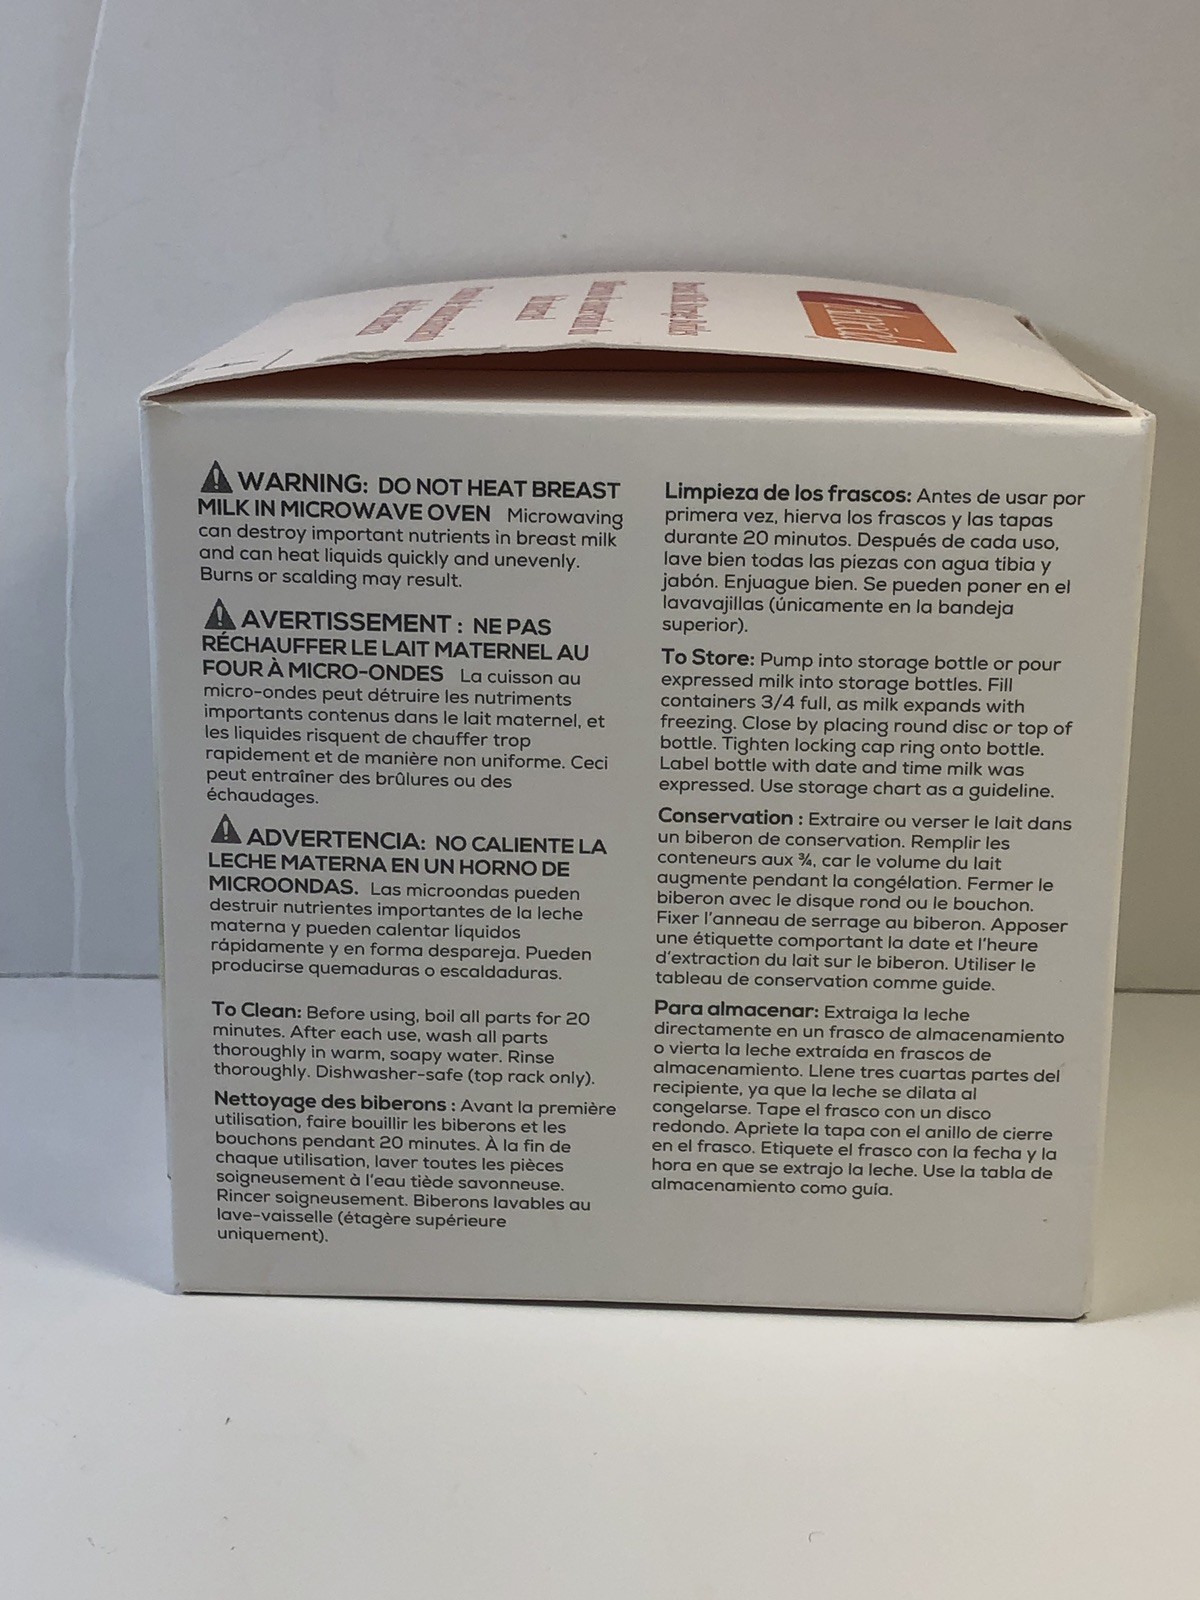 Breast Milk Storage Bottles
WARNING: DO NOT HEAT BREAST
MILK IN MICROWAVE OVEN Microwaving
can destroy important nutrients in breast milk
and can heat liquids quickly and unevenly.
Burns or scalding may result.
AVERTISSEMENT : NE PAS
RÉCHAUFFER LE LAIT MATERNEL AU
FOUR À MICRO-ONDES La cuisson au
micro-ondes peut détruire les nutriments
importants contenus dans le lait maternel, et
les liquides risquent de chauffer trop
rapidement et de manière non uniforme. Ceci
peut entraîner des brûlures ou des
échaudages.
ADVERTENCIA: NO CALIENTE LA
LECHE MATERNA EN UN HORNO DE
MICROONDAS. Las microondas pueden
destruir nutrientes importantes de la leche
materna y pueden calentar líquidos
rápidamente y en forma despareja. Pueden
producirse quemaduras o escaldaduras.
To Clean: Before using, boil all parts for 20
minutes. After each use, wash all parts
thoroughly in warm, soapy water. Rinse
thoroughly. Dishwasher-safe (top rack only).
Nettoyage des biberons : Avant la première
utilisation, faire bouillir les biberons et les
bouchons pendant 20 minutes. À la fin de
chaque utilisation, laver toutes les pièces
soigneusement à l'eau tiède savonneuse.
Rincer soigneusement. Biberons lavables au
lave-vaisselle (étagère supérieure
uniquement).
Limpieza de los frascos: Antes de usar por
primera vez, hierva los frascos y las tapas
durante 20 minutos. Después de cada uso,
lave bien todas las piezas con agua tibia y
jabón. Enjuague bien. Se pueden poner en el
lavavajillas (únicamente en la bandeja
superior).
To Store: Pump into storage bottle or pour
expressed milk into storage bottles. Fill
containers 3/4 full, as milk expands with
freezing. Close by placing round disc or top of
bottle. Tighten locking cap ring onto bottle.
Label bottle with date and time milk was
expressed. Use storage chart as a guideline.
Conservation : Extraire ou verser le lait dans
un biberon de conservation. Remplir les
conteneurs aux ¾, car le volume du lait
augmente pendant la congélation. Fermer le
biberon avec le disque rond ou le bouchon.
Fixer l'anneau de serrage au biberon. Apposer
une étiquette comportant la date et l'heure
d'extraction du lait sur le biberon. Utiliser le
tableau de conservation comme guide.
Para almacenar: Extraiga la leche
directamente en un frasco de almacenamiento
o vierta la leche extraída en frascos de
almacenamiento. Llene tres cuartas partes del
recipiente, ya que la leche se dilata al
congelarse. Tape el frasco con un disco
redondo. Apriete la tapa con el anillo de cierre
en el frasco. Etiquete el frasco con la fecha y la
hora en que se extrajo la leche. Use la tabla de
almacenamiento como guía.